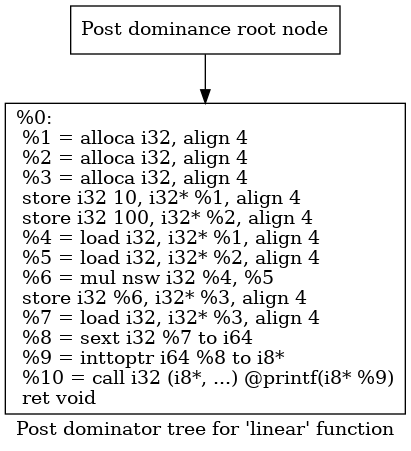 Post dominance root node
%0:
%1 = alloca i32, align 4
%2 = alloca i32, align 4
%3 = alloca i32, align 4
store i32 10, i32* %1, align 4
store i32 100, i32* %2, align 4
%4 = load i32, i32* %1, align 4
%5 = load i32, i32* %2, align 4
%6 = mul nsw i32 %4, %5
store i32 %6, i32* %3, align 4
%7 = load i32, i32* %3, align 4
%8 = sext i32 %7 to i64
%9 = inttoptr i64 %8 to i8*
%10 = call i32 (i8*, ...) @printf(i8* %9)
ret void
Post dominator tree for 'linear' function